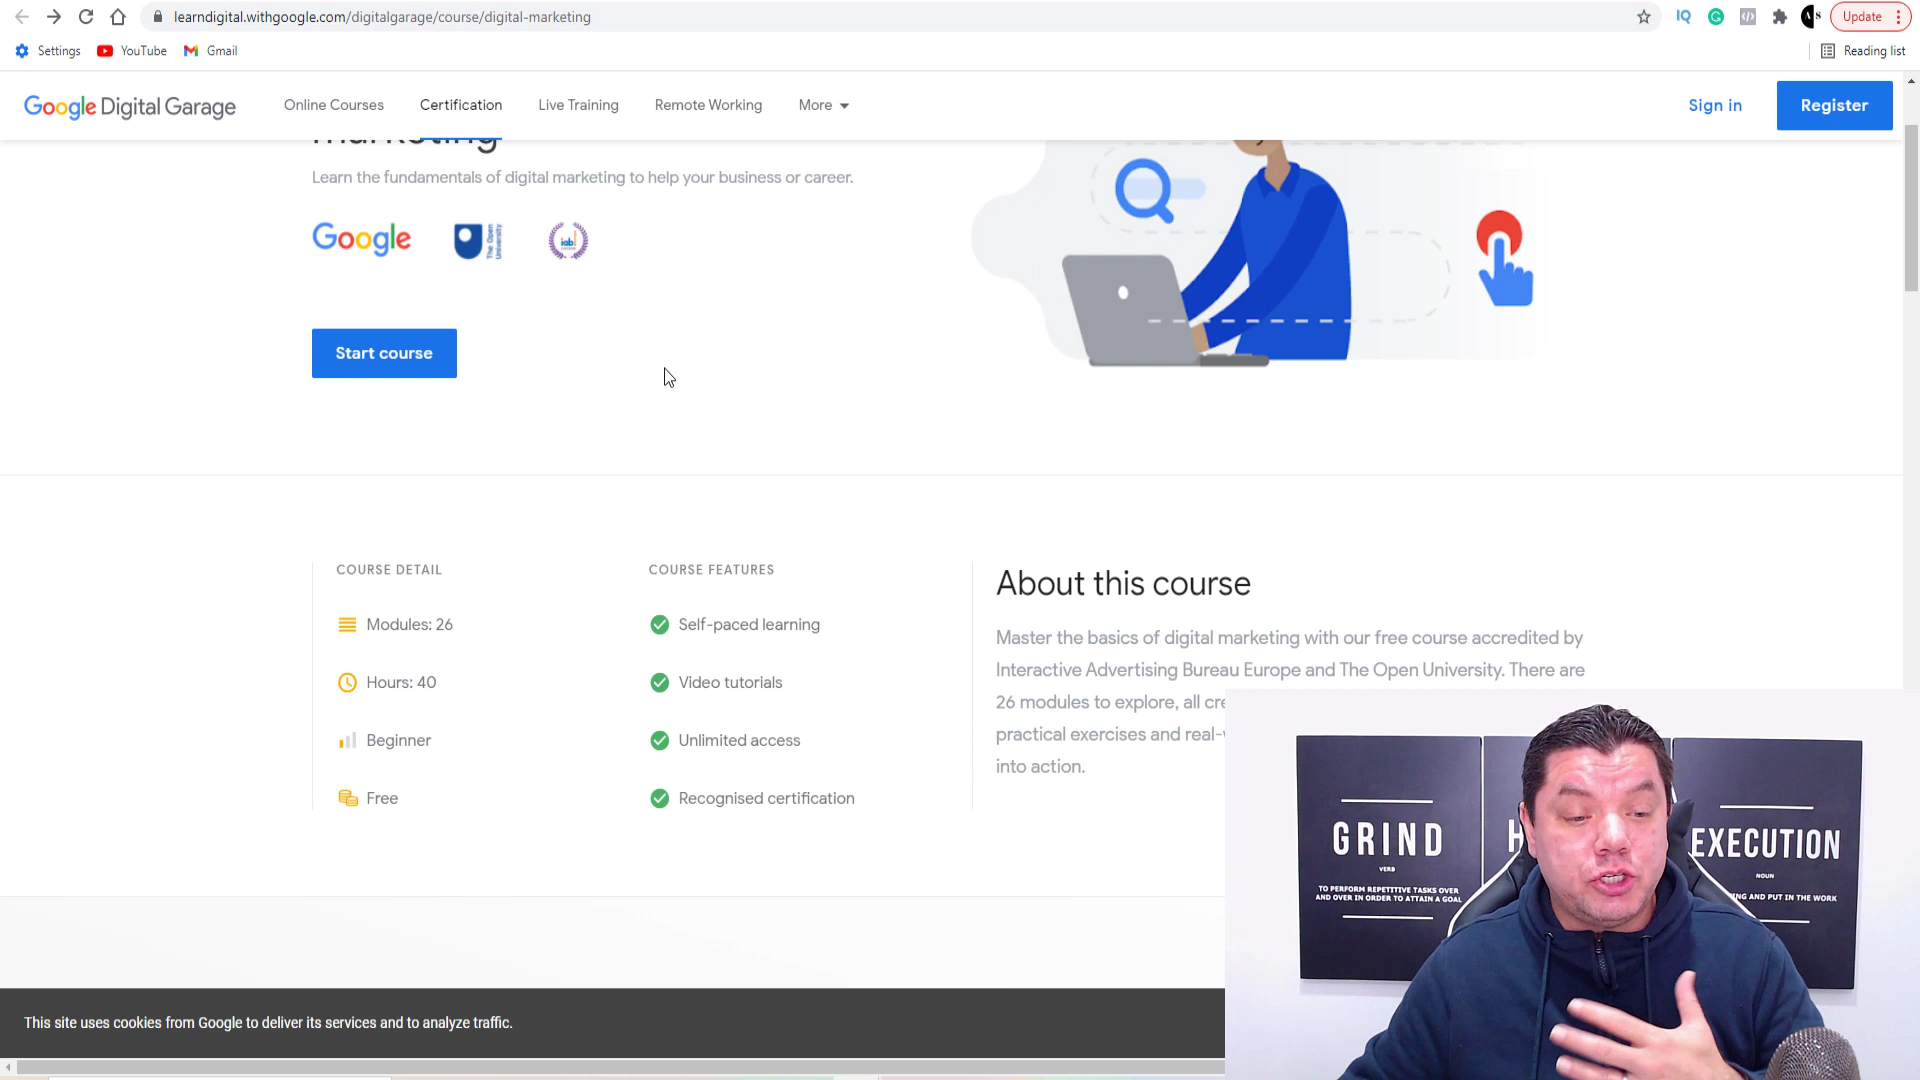 learndigital.withgoogle.com/digitalgarage/course/digital-marketing
IQ
Update
Settings
YouTube
Gmail
Reading list
Google Digital Garage
Online Courses
Certification
Live Training
Remote Working
More
Sign in
Register
marketing
Learn the fundamentals of digital marketing to help your business or career.
Google
The Open
University
iab
Start course
COURSE DETAIL
Modules: 26
Hours: 40
Beginner
Free
COURSE FEATURES
Self-paced learning
Video tutorials
Unlimited access
Recognised certification
About this course
Master the basics of digital marketing with our free course accredited by
Interactive Advertising Bureau Europe and The Open University. There are
26 modules to explore, all
practical exercises and
into action.
GRIND
VERB
TO PERFORM REPETITIVE TASKS OVER
AND OVER IN ORDER TO ATTAIN A GOAL
H
EXECUTION
NOUN
AND PUT IN THE WORK
This site uses cookies from Google to deliver its services and to analyze traffic.